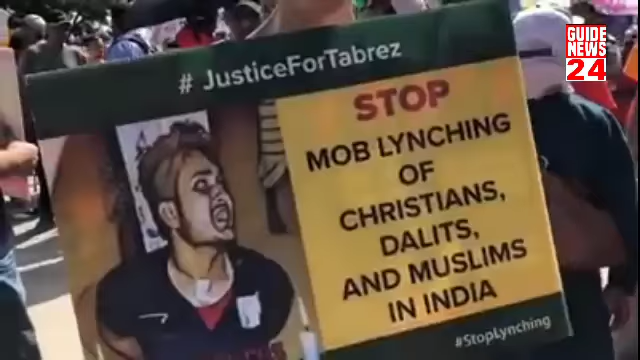 GUIDE
NEWS
24
# JusticeForTabrez
STOP
MOB LYNCHING
OF
CHRISTIANS,
DALITS,
AND MUSLIMS
IN INDIA
#StopLynching